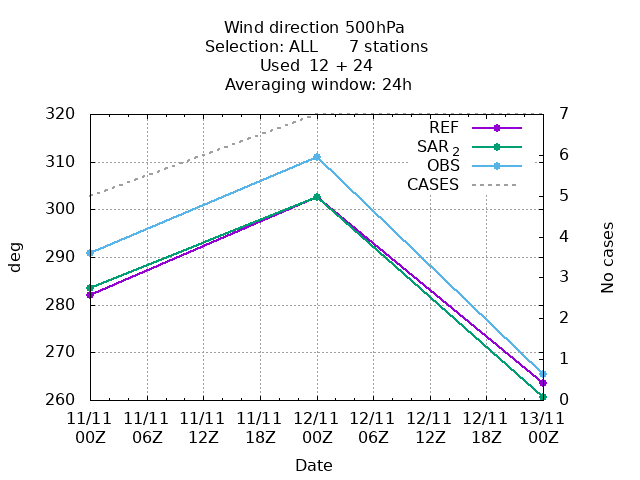 Wind direction 500hPa
Selection: ALL 7 stations
Used 12 + 24
Averaging window: 24h
320 7
REF
SAR 2
310 6
OBS
CASES
300 5
4
290
deg No cases
3
280
2
270
1
260 0
11/11 11/11 11/11 11/11 12/11 12/11 12/11 12/11 13/11
00Z 06Z 12Z 18Z 00Z 06Z 12Z 18Z 00Z
Date